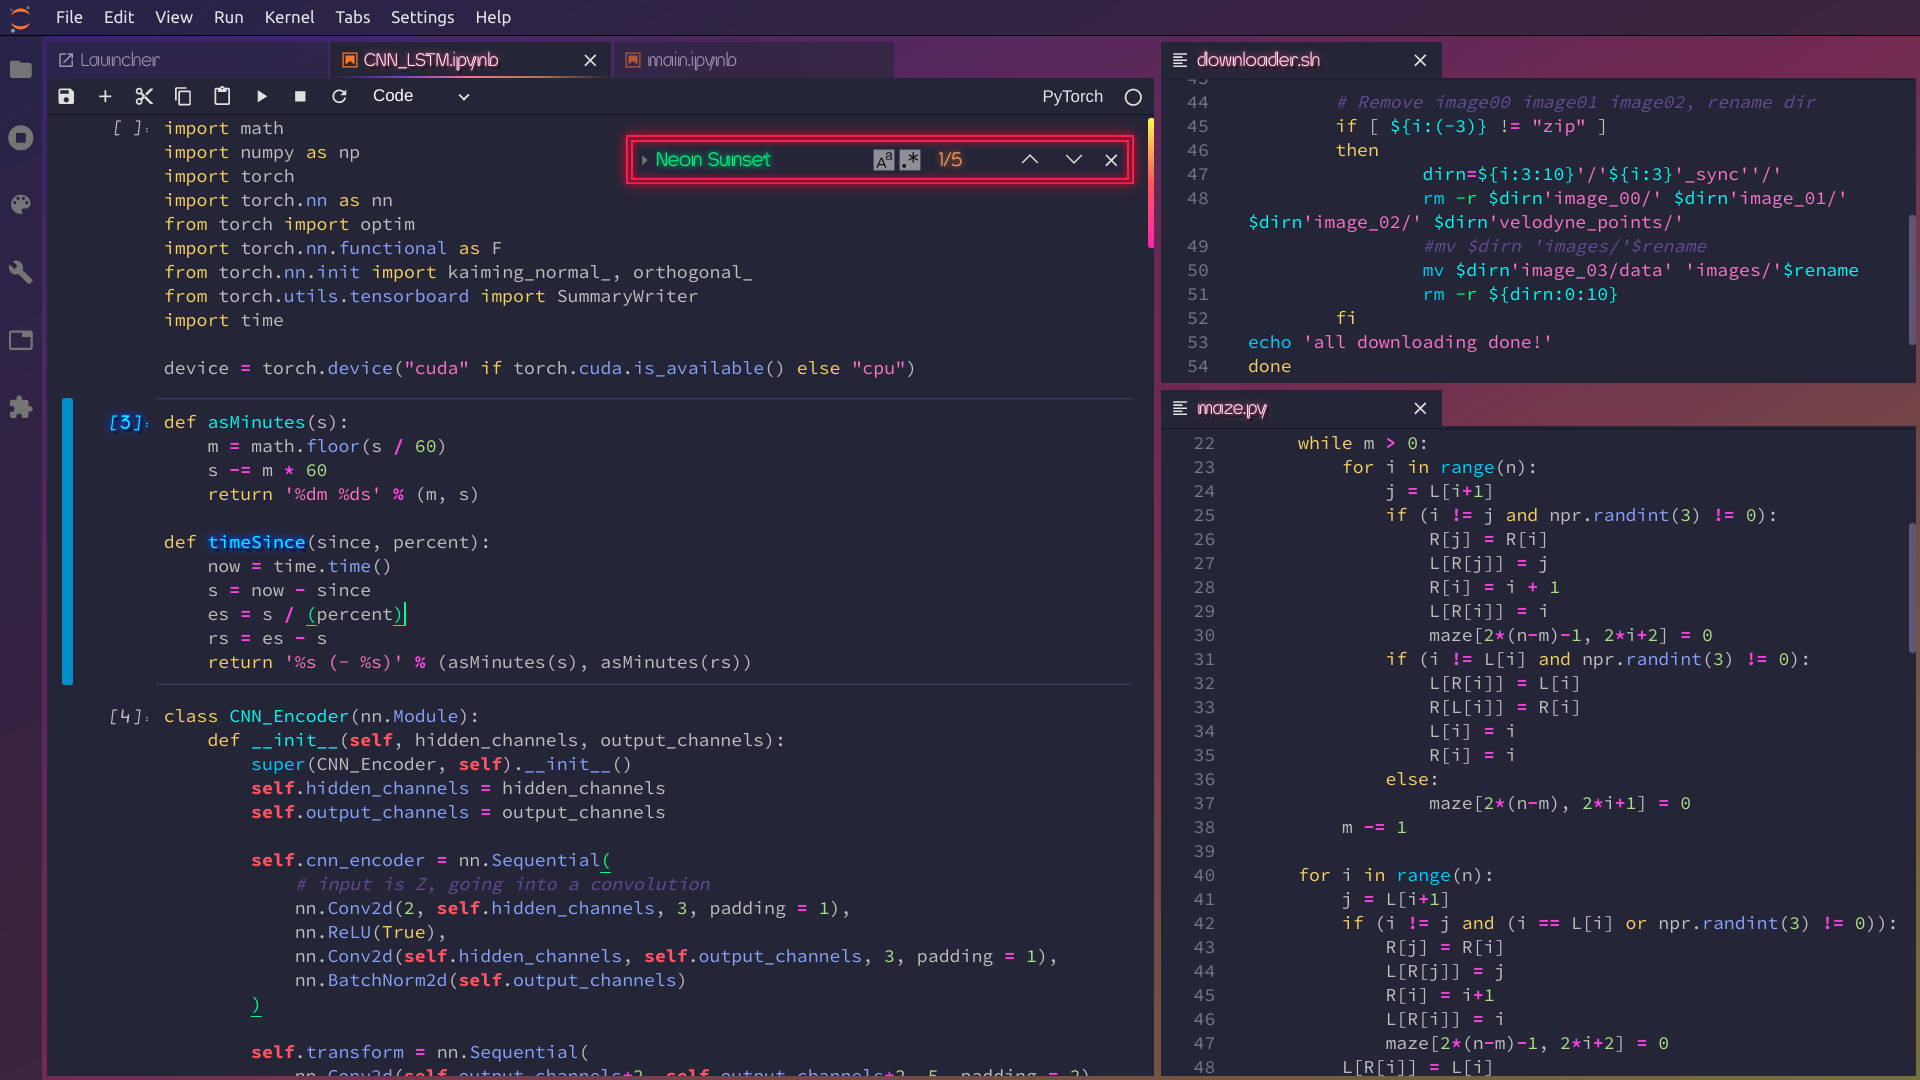 File Edit View Run Kernel Tabs Settings Help
Launcher
CNN_LSTM.ipynb
main.ipynb
Code
PyTorch
Neon Sunset
1/5
[ ]:
import math
import numpy as np
import torch
import torch.nn as nn
from torch import optim
import torch.nn.functional as F
from torch.nn.init import kaiming_normal_, orthogonal_
from torch.utils.tensorboard import SummaryWriter
import time
device = torch.device("cuda" if torch.cuda.is_available() else "cpu")
[3]:
def asMinutes(s):
    m = math.floor(s / 60)
    s -= m * 60
    return '%dm %ds' % (m, s)
def timeSince(since, percent):
    now = time.time()
    s = now - since
    es = s / (percent)
    rs = es - s
    return '%s (- %s)' % (asMinutes(s), asMinutes(rs))
[4]:
class CNN_Encoder(nn.Module):
    def __init__(self, hidden_channels, output_channels):
        super(CNN_Encoder, self).__init__()
        self.hidden_channels = hidden_channels
        self.output_channels = output_channels
        self.cnn_encoder = nn.Sequential(
            # input is Z, going into a convolution
            nn.Conv2d(2, self.hidden_channels, 3, padding = 1),
            nn.ReLU(True),
            nn.Conv2d(self.hidden_channels, self.output_channels, 3, padding = 1),
            nn.BatchNorm2d(self.output_channels)
        )
        self.transform = nn.Sequential(
            nn.Conv2d(self.output_channels*2, self.output_channels*2, 5, padding = 2)
downloader.sh
43
44 # Remove image00 image01 image02, rename dir
45 if [ ${i:(-3)} != "zip" ]
46 then
47 dirn=${i:3:10}'/'${i:3}'_sync''/'
48 rm -r $dirn'image_00/' $dirn'image_01/'
$dirn'image_02/' $dirn'velodyne_points/'
49 #mv $dirn 'images/'$rename
50 mv $dirn'image_03/data' 'images/'$rename
51 rm -r ${dirn:0:10}
52 fi
53 echo 'all downloading done!'
54 done
maze.py
22 while m > 0:
23 for i in range(n):
24 j = L[i+1]
25 if (i != j and npr.randint(3) != 0):
26 R[j] = R[i]
27 L[R[j]] = j
28 R[i] = i + 1
29 L[R[i]] = i
30 maze[2*(n-m)-1, 2*i+2] = 0
31 if (i != L[i] and npr.randint(3) != 0):
32 L[R[i]] = L[i]
33 R[L[i]] = R[i]
34 L[i] = i
35 R[i] = i
36 else:
37 maze[2*(n-m), 2*i+1] = 0
38 m -= 1
39
40 for i in range(n):
41 j = L[i+1]
42 if (i != j and (i == L[i] or npr.randint(3) != 0)):
43 R[j] = R[i]
44 L[R[j]] = j
45 R[i] = i+1
46 L[R[i]] = i
47 maze[2*(n-m)-1, 2*i+2] = 0
48 L[R[i]] = L[i]